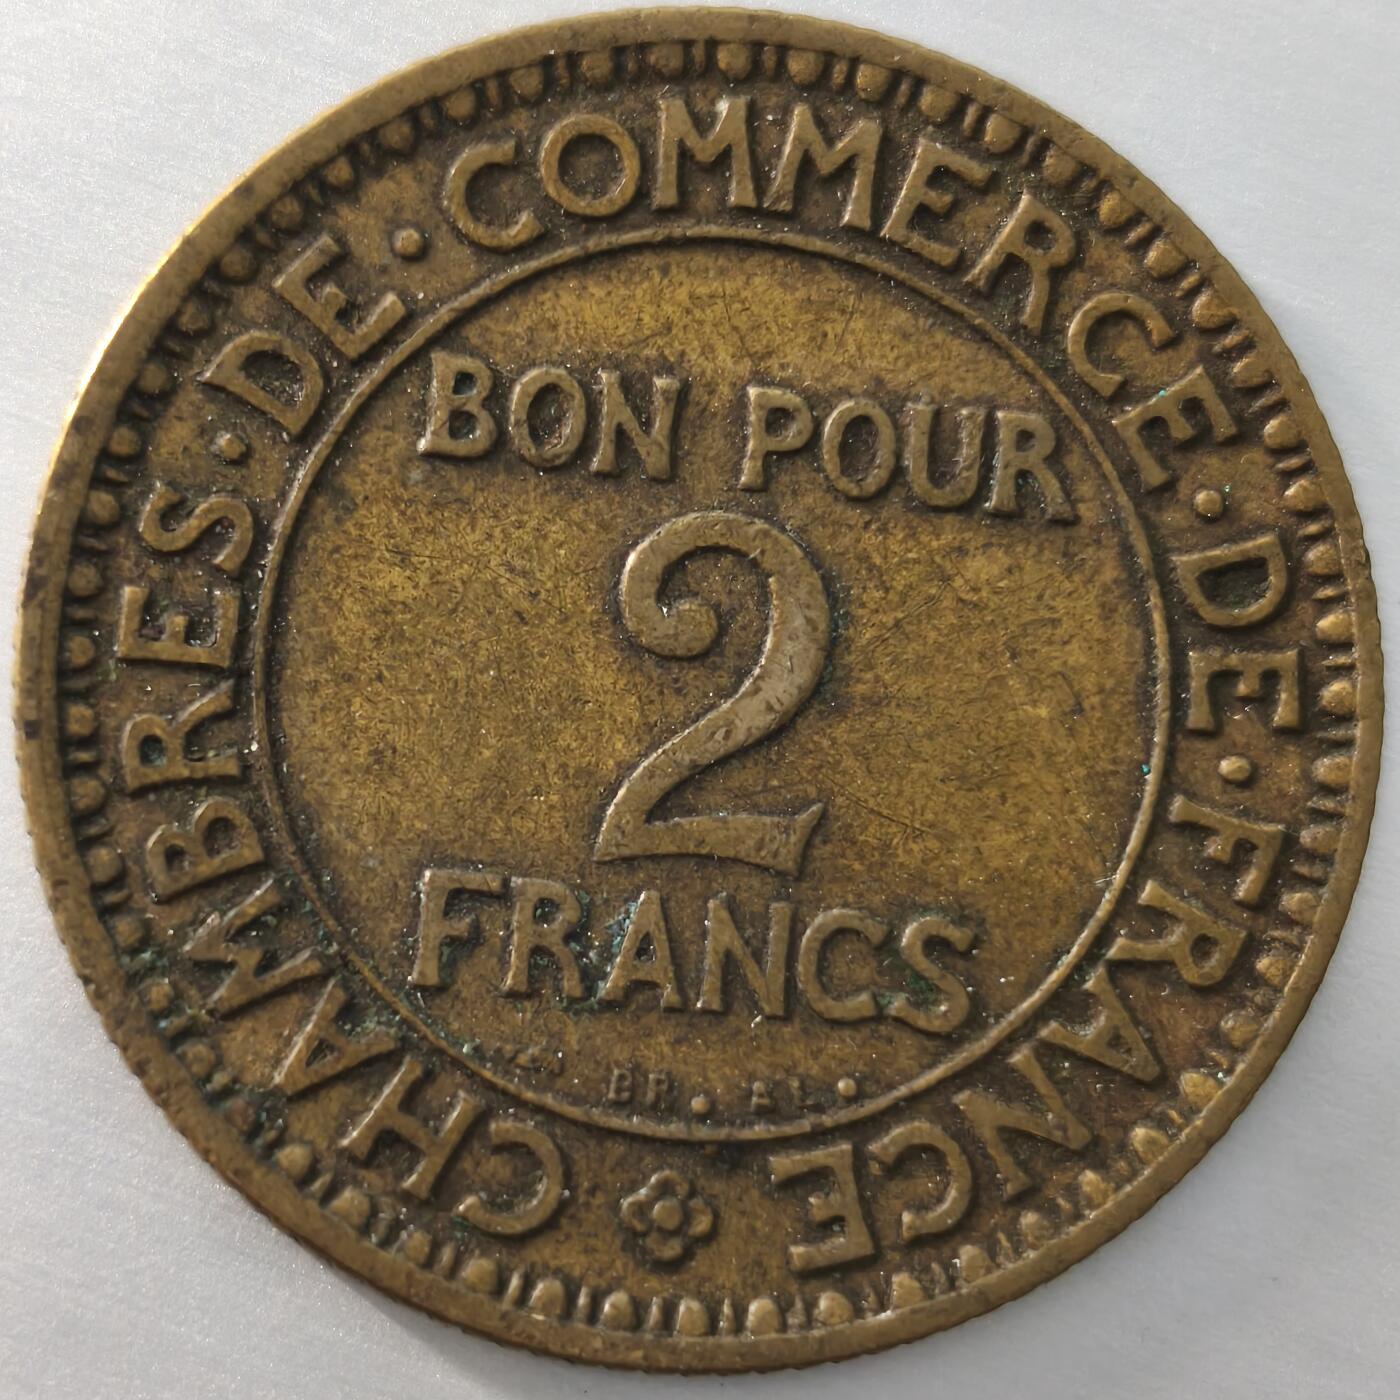 CHAMBRES · DE · COMMERCE · DE · FRANCE
BON POUR
2
FRANCS
BR. AL.